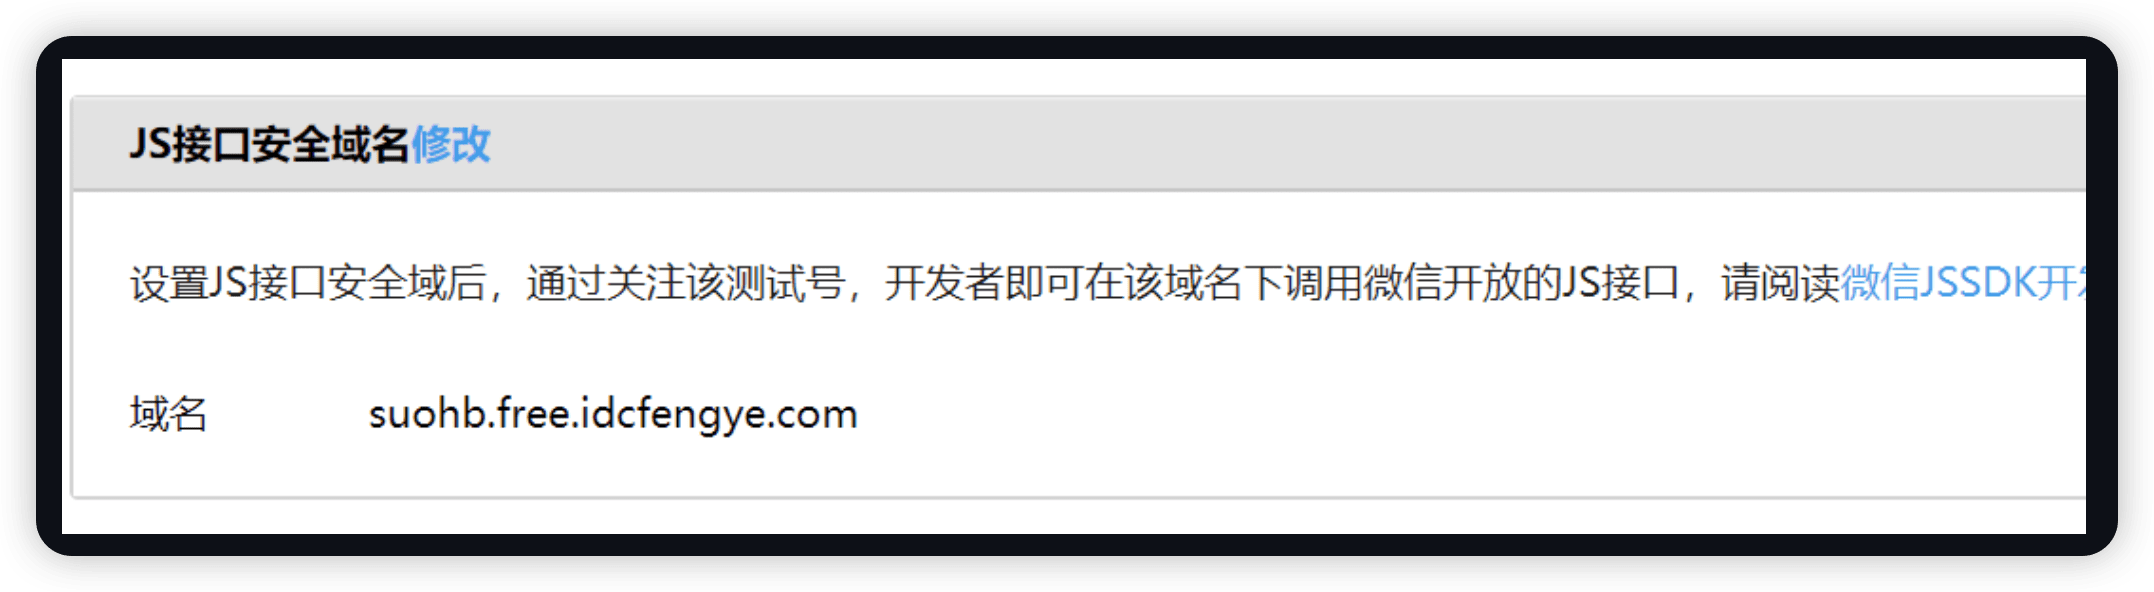 JS接口安全域名修改
设置JS接口安全域后，通过关注该测试号，开发者即可在该域名下调用微信开放的JS接口，请阅读微信JSSDK开
域名 suohb.free.idcfengye.com